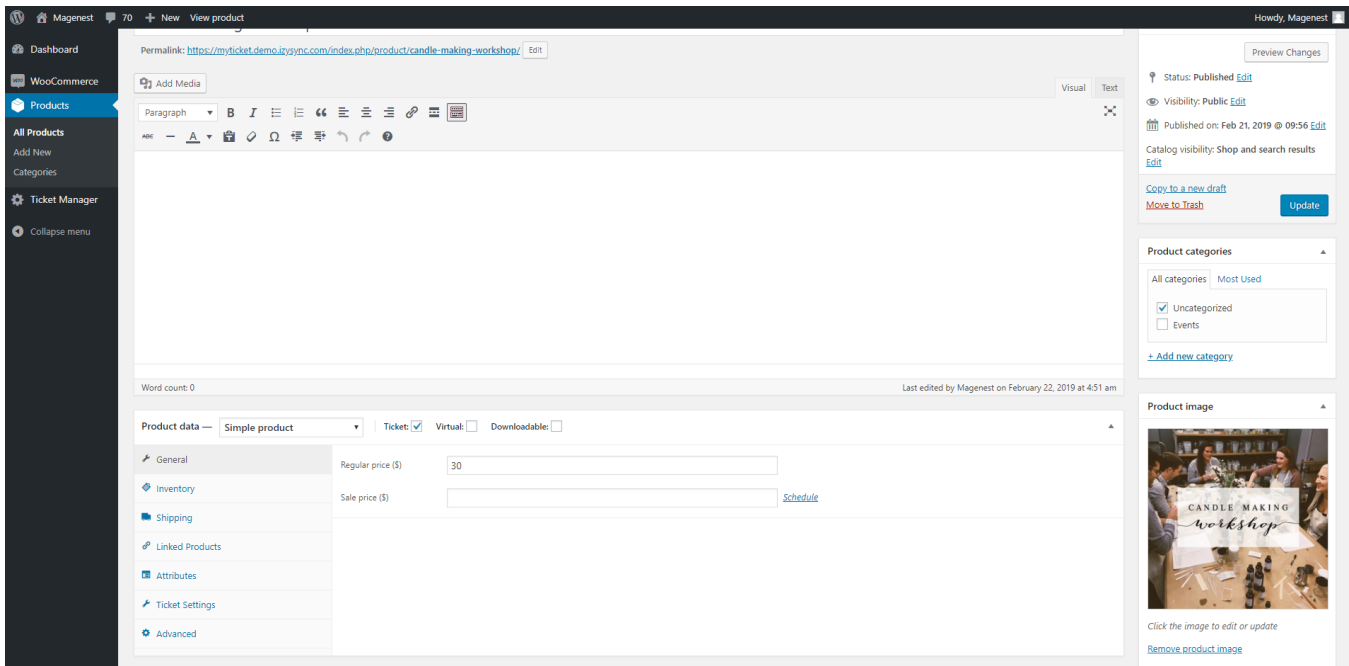 Magenest 70 + New View product Howdy, Magenest
Dashboard
WooCommerce
Products
All Products
Add New
Categories
Ticket Manager
Collapse menu
Permalink: https://myticket.demo.izysync.com/index.php/product/candle-making-workshop/ Edit
Add Media
Visual Text
Paragraph B I
ABC A Ω
Word count: 0 Last edited by Magenest on February 22, 2019 at 4:51 am
Product data — Simple product Ticket: Virtual: Downloadable:
General
Inventory
Shipping
Linked Products
Attributes
Ticket Settings
Advanced
Regular price ($) 30
Sale price ($) Schedule
Preview Changes
Status: Published Edit
Visibility: Public Edit
Published on: Feb 21, 2019 @ 09:56 Edit
Catalog visibility: Shop and search results
Edit
Copy to a new draft
Move to Trash Update
Product categories
All categories Most Used
Uncategorized
Events
+ Add new category
Product image
CANDLE MAKING
workshop
Click the image to edit or update
Remove product image